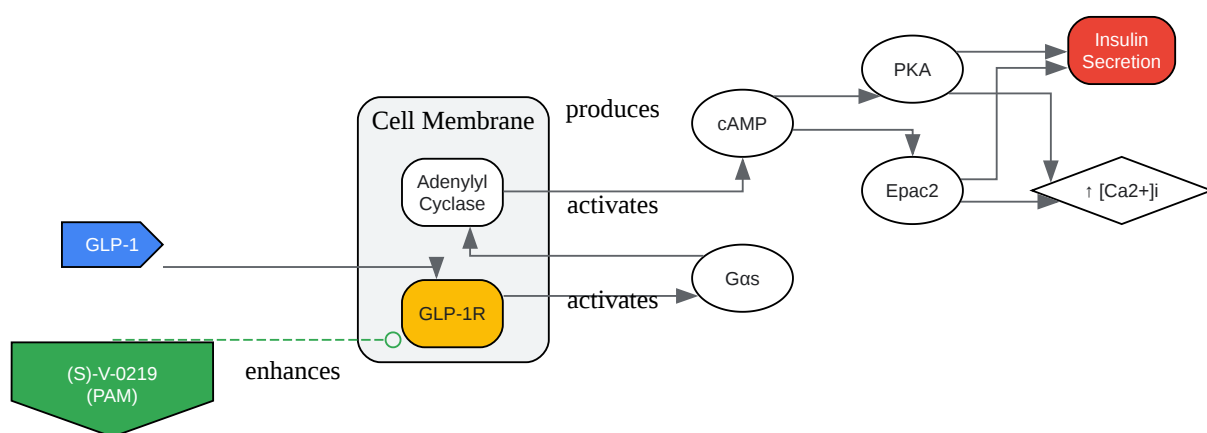 Insulin
Secretion
PKA
produces
cAMP
Cell Membrane
Adenylyl
Cyclase
Epac2
↑ [Ca2+]i
activates
GLP-1
Gαs
activates
GLP-1R
enhances
(S)-V-0219
(PAM)